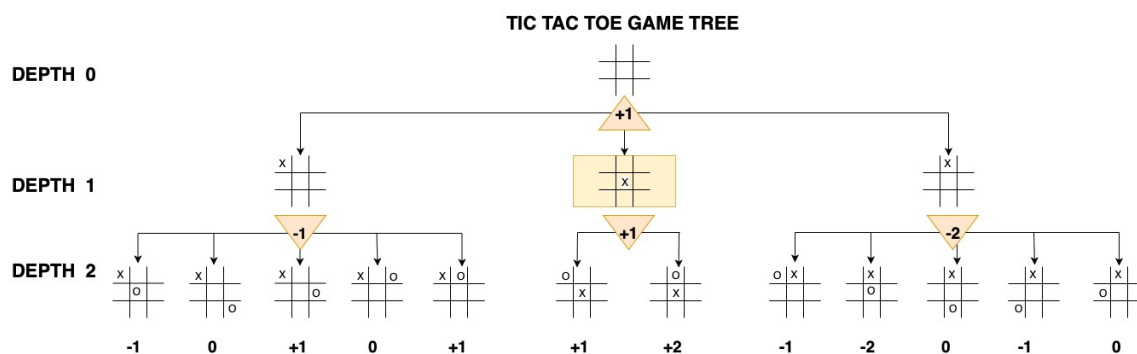 TIC TAC TOE GAME TREE
DEPTH 0
+1
x x x
DEPTH 1
-1 +1 -2
DEPTH 2
x x x x o x o o o o x x x x x
o o x x o o
o o o
-1 0 +1 0 +1 +1 +2 -1 -2 0 -1 0